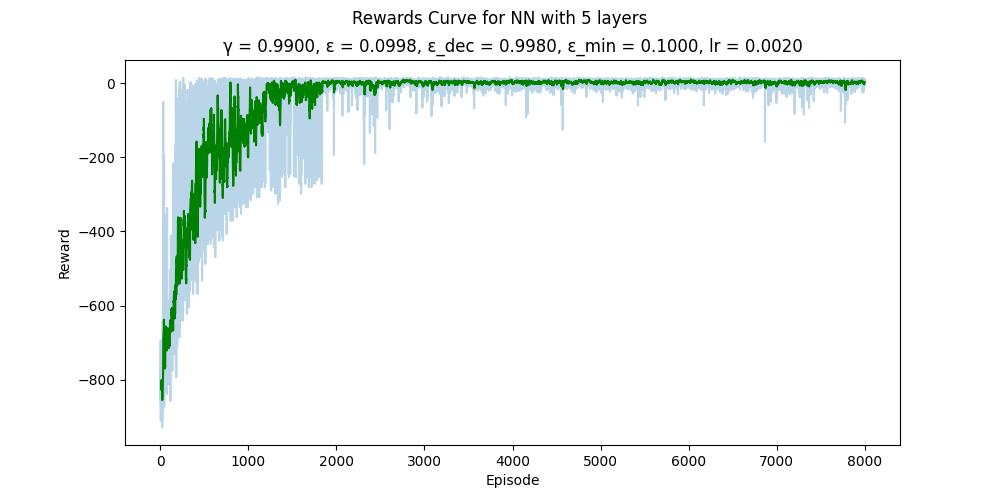 Rewards Curve for NN with 5 layers
γ = 0.9900, ε = 0.0998, ε_dec = 0.9980, ε_min = 0.1000, lr = 0.0020
0
−200
−400
−600
−800
Reward
0 1000 2000 3000 4000 5000 6000 7000 8000
Episode